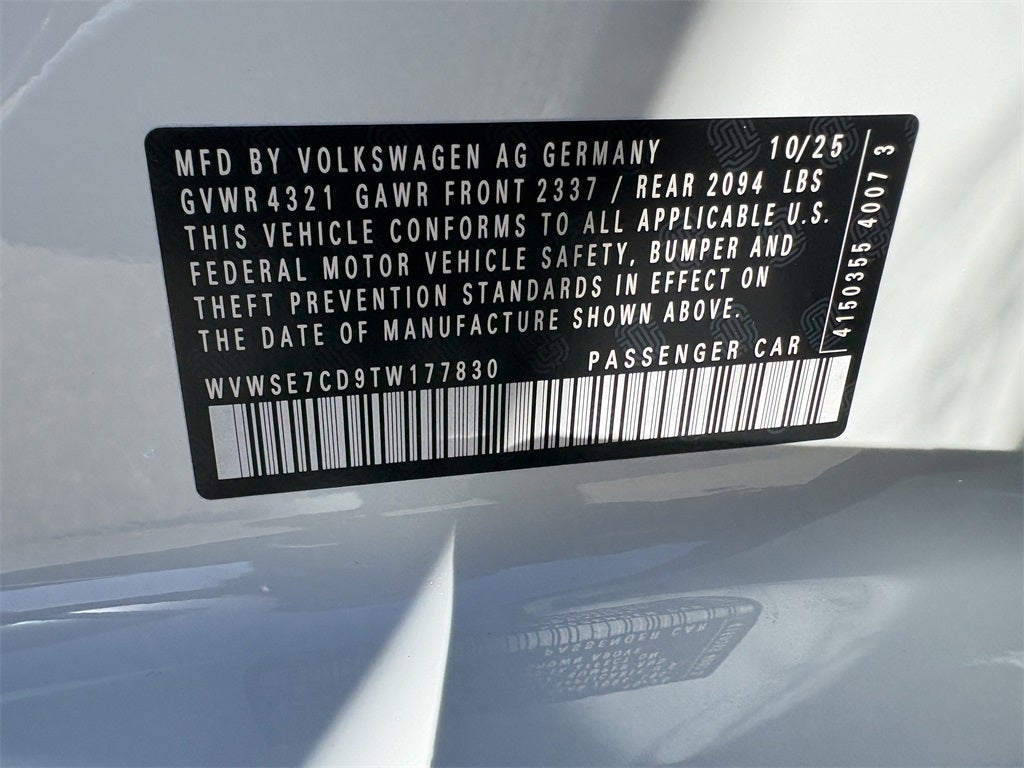 MFD BY VOLKSWAGEN AG GERMANY 10/25
GVWR 4321 GAWR FRONT 2337 / REAR 2094 LBS
THIS VEHICLE CONFORMS TO ALL APPLICABLE U.S.
FEDERAL MOTOR VEHICLE SAFETY, BUMPER AND
THEFT PREVENTION STANDARDS IN EFFECT ON
THE DATE OF MANUFACTURE SHOWN ABOVE.
WVWSE7CD9TW177830 PASSENGER CAR
4150355 4007 3